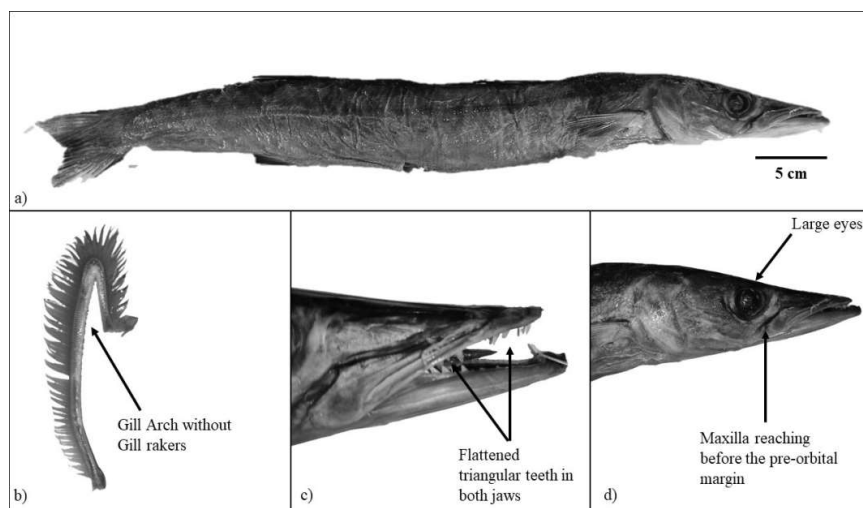 5 cm
a)
Gill Arch without
Gill rakers
b)
Flattened
triangular teeth in
both jaws
c)
Large eyes
Maxilla reaching
before the pre-orbital
margin
d)